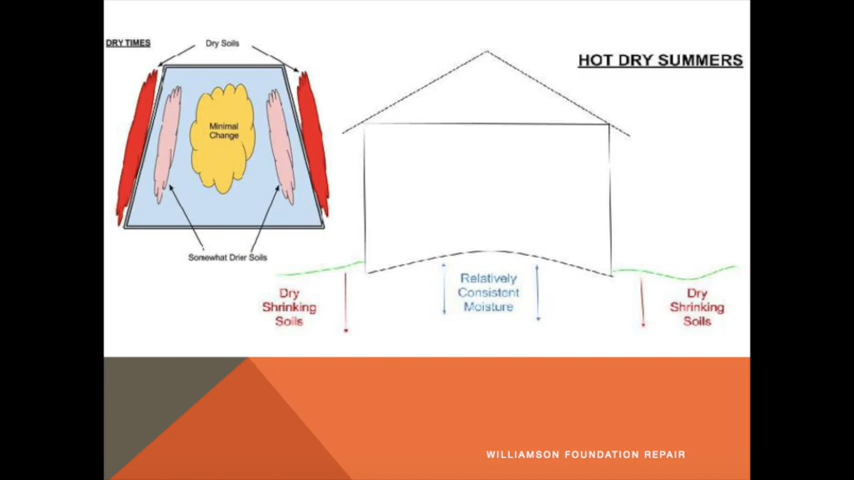 DRY TIMES
Dry Soils
HOT DRY SUMMERS
Minimal
Change
Somewhat Drier Soils
Dry
Shrinking
Soils
Relatively
Consistent
Moisture
Dry
Shrinking
Soils
WILLIAMSON FOUNDATION REPAIR